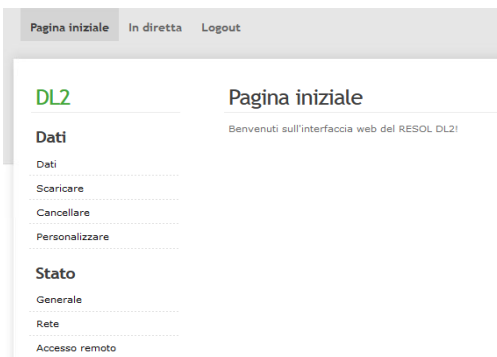 Pagina iniziale In diretta Logout
DL2
Pagina iniziale
Benvenuti sull'interfaccia web del RESOL DL2!
Dati
Dati
Scaricare
Cancellare
Personalizzare
Stato
Generale
Rete
Accesso remoto